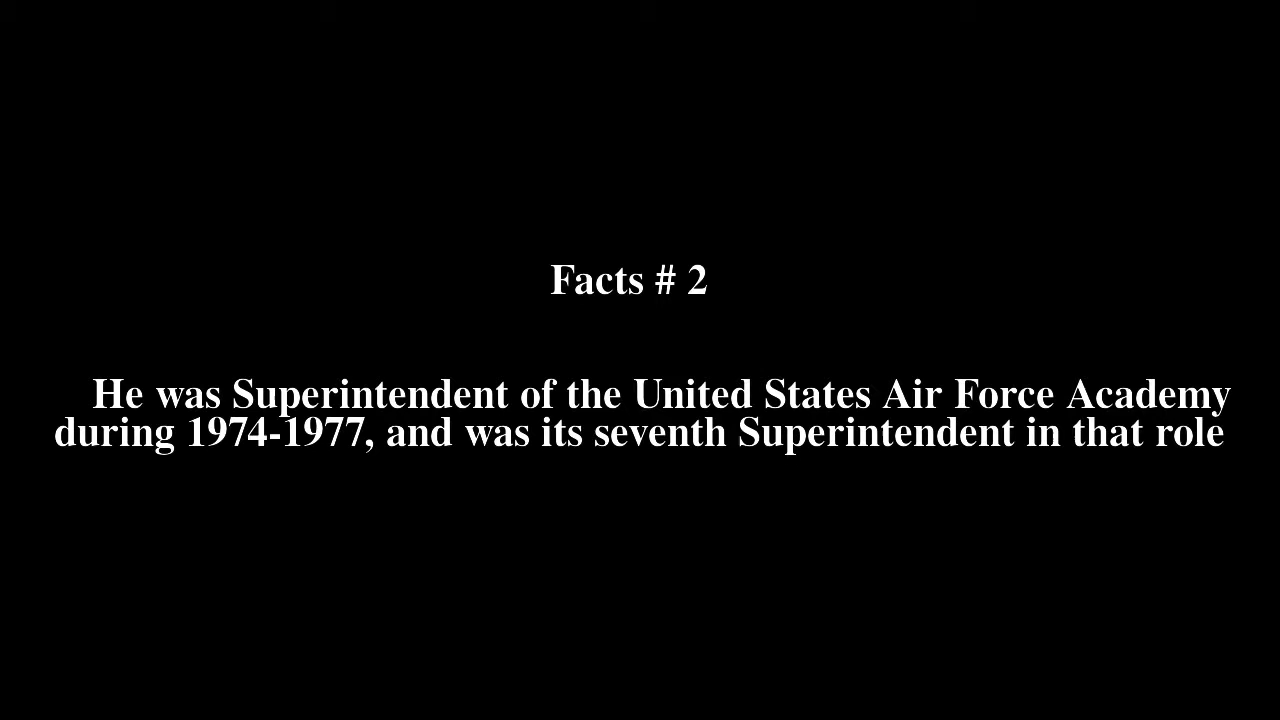 Facts # 2
He was Superintendent of the United States Air Force Academy
during 1974-1977, and was its seventh Superintendent in that role